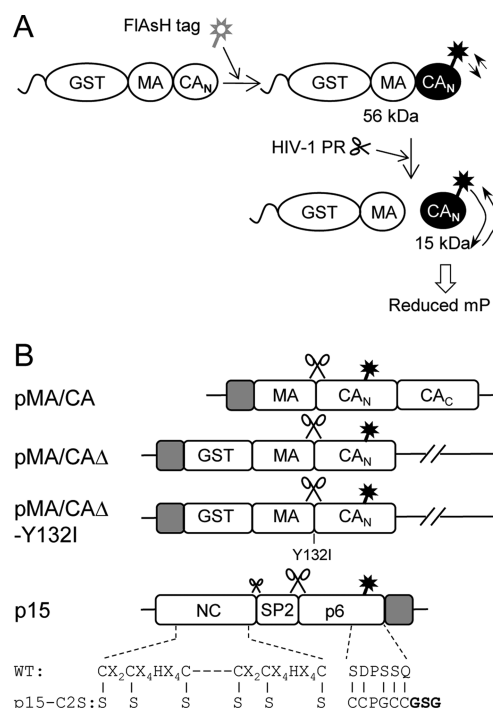 A
FlAsH tag
GST MA CAN GST MA CAN
56 kDa
HIV-1 PR
GST MA CAN
15 kDa
Reduced mP
B
pMA/CA MA CAN CAC
pMA/CAΔ GST MA CAN
pMA/CAΔ GST MA CAN
-Y132I
Y132I
p15 NC SP2 p6
WT: CX2CX4HX4C----CX2CX4HX4C SDPSSQ
p15-C2S: S S S S S S CCPGCCGSG